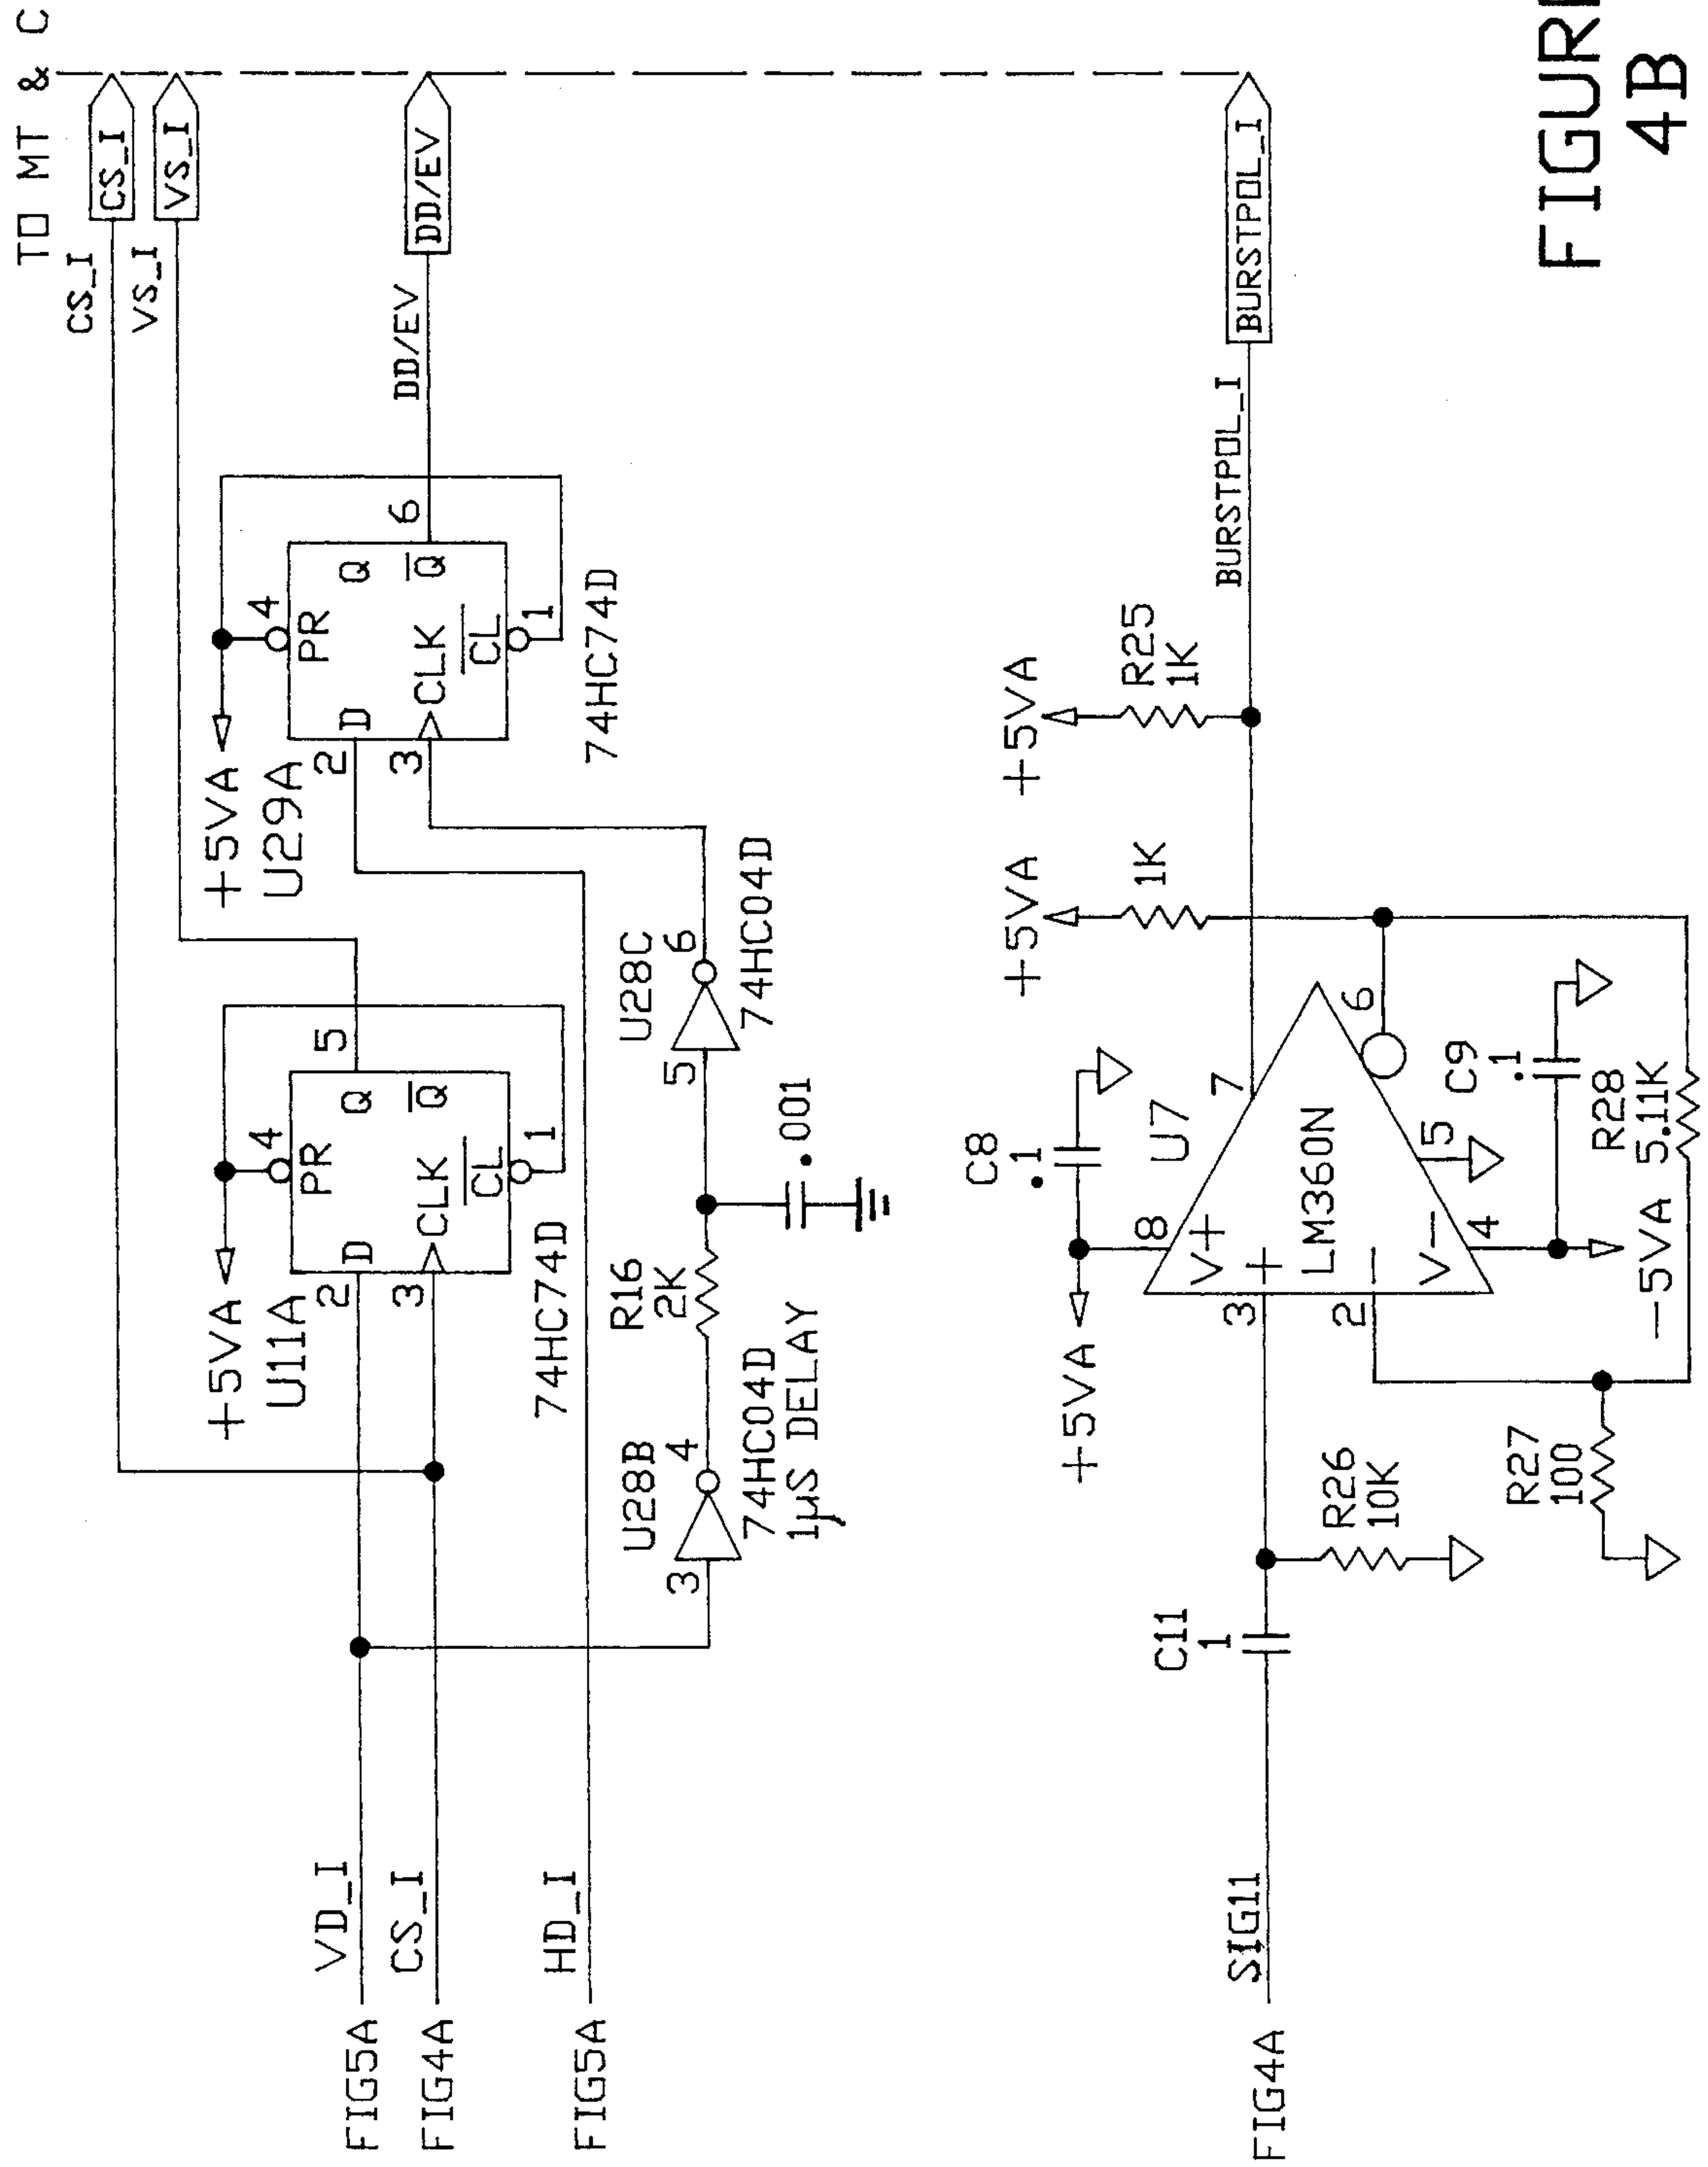 TO MT & C
CS_I
CS_I
VS_I
VS_I
+5VA
U11A
4
PR
2
D
Q
5
3
CLK
Q
CL
1
74HC74D
+5VA
U29A
4
PR
2
D
Q
3
CLK
Q
6
CL
1
74HC74D
DD/EV
DD/EV
FIG5A
VD_I
FIG4A
CS_I
FIG5A
HD_I
U28B
3
4
74HC04D
1µS DELAY
R16
2K
.001
U28C
5
6
74HC04D
FIG4A
SIG11
C11
1
R26
10K
R27
100
+5VA
C8
.1
U7
8
V+
3
+
7
LM360N
2
−
6
V−
4
5
C9
.1
−5VA
R28
5.11K
+5VA
1K
+5VA
R25
1K
BURSTPOL_I
BURSTPOL_I
4B